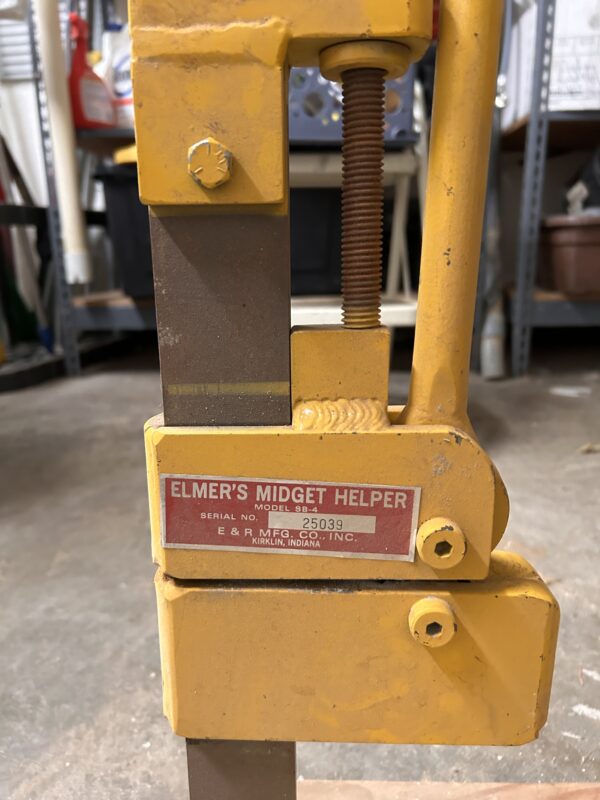 ELMER'S MIDGET HELPER
MODEL SB-4
SERIAL NO. 25039
E & R MFG. CO., INC.
KIRKLIN, INDIANA